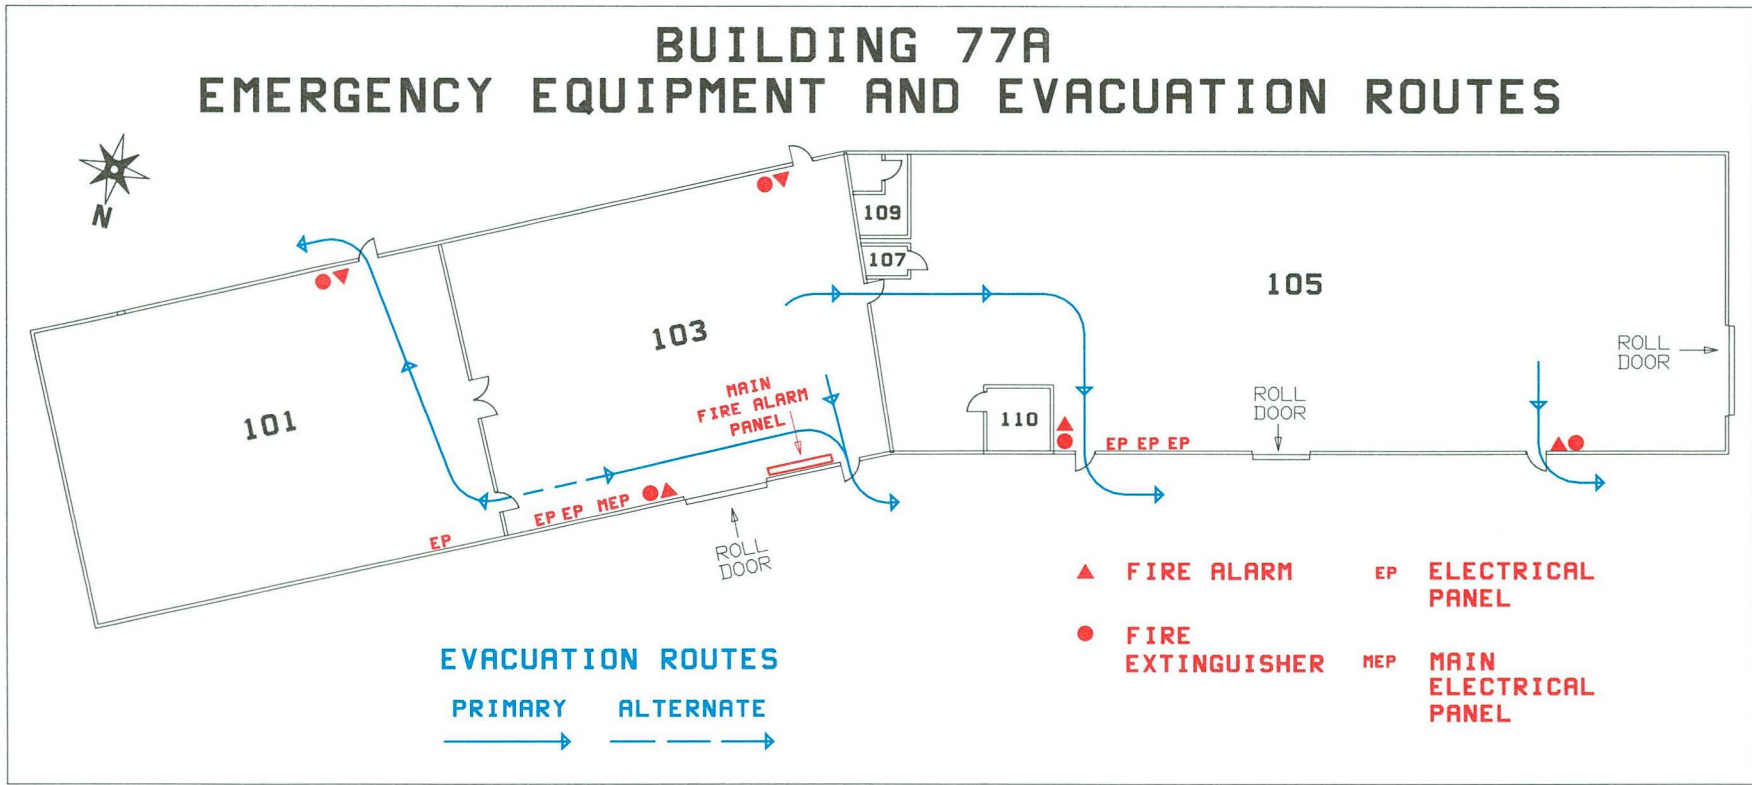 BUILDING 77A
EMERGENCY EQUIPMENT AND EVACUATION ROUTES
N
109
107
105
103
101
110
MAIN
FIRE ALARM
PANEL
ROLL
DOOR
ROLL
DOOR
EP EP EP
EP EP MEP
EP
ROLL
DOOR
FIRE ALARM
FIRE
EXTINGUISHER
EP ELECTRICAL
PANEL
MEP MAIN
ELECTRICAL
PANEL
EVACUATION ROUTES
PRIMARY ALTERNATE